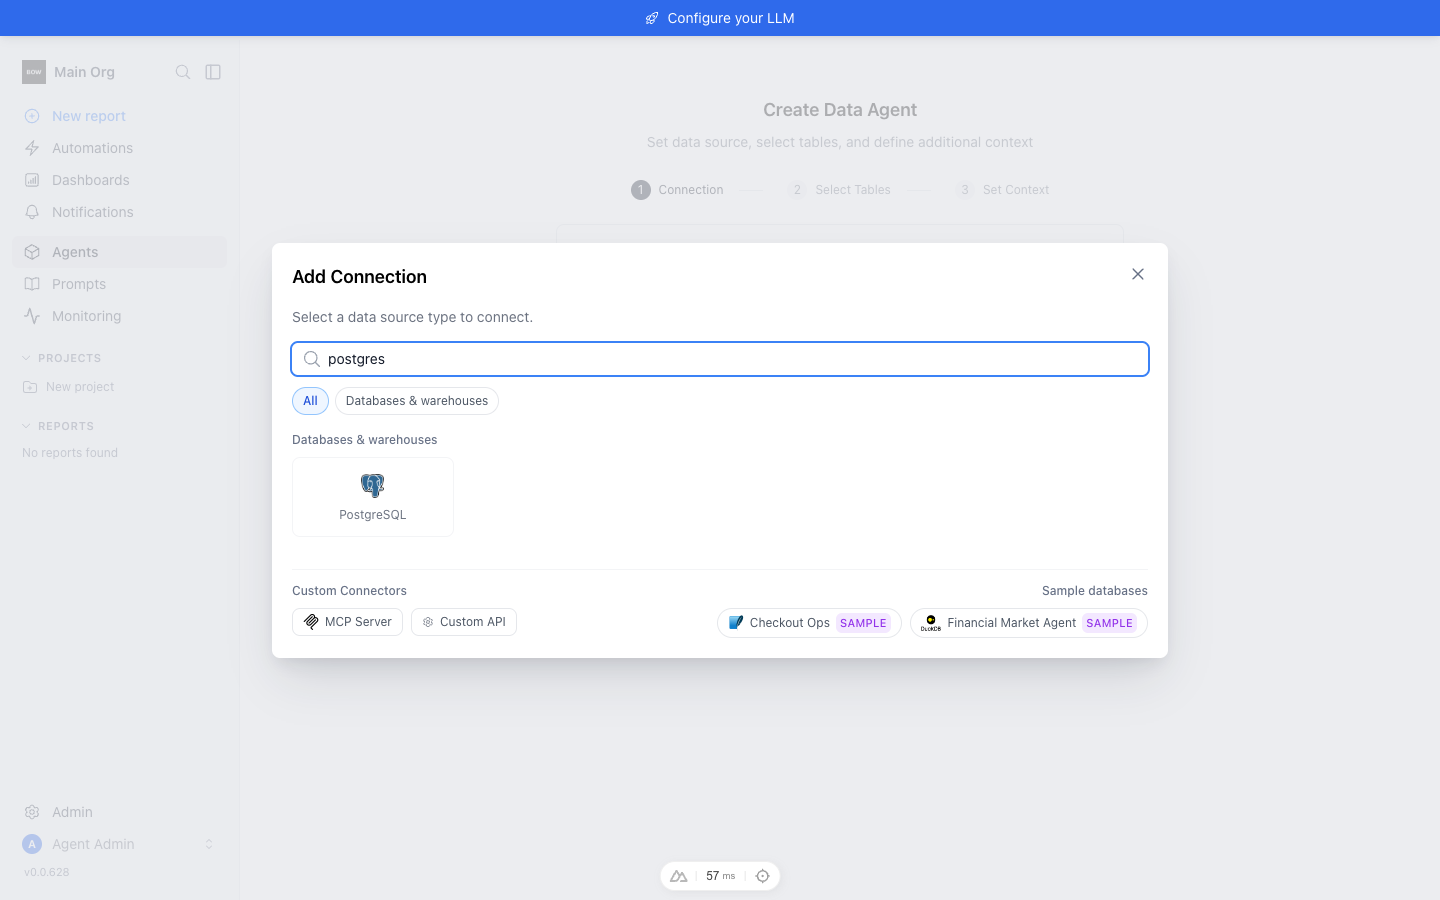 Configure your LLM
BOW Main Org
New report
Automations
Dashboards
Notifications
Agents
Prompts
Monitoring
PROJECTS
New project
REPORTS
No reports found
Admin
A Agent Admin
v0.0.628
Create Data Agent
Set data source, select tables, and define additional context
1 Connection 2 Select Tables 3 Set Context
Add Connection
Select a data source type to connect.
postgres
All Databases & warehouses
Databases & warehouses
PostgreSQL
Custom Connectors Sample databases
MCP Server Custom API Checkout Ops SAMPLE DuckDB Financial Market Agent SAMPLE
57 ms